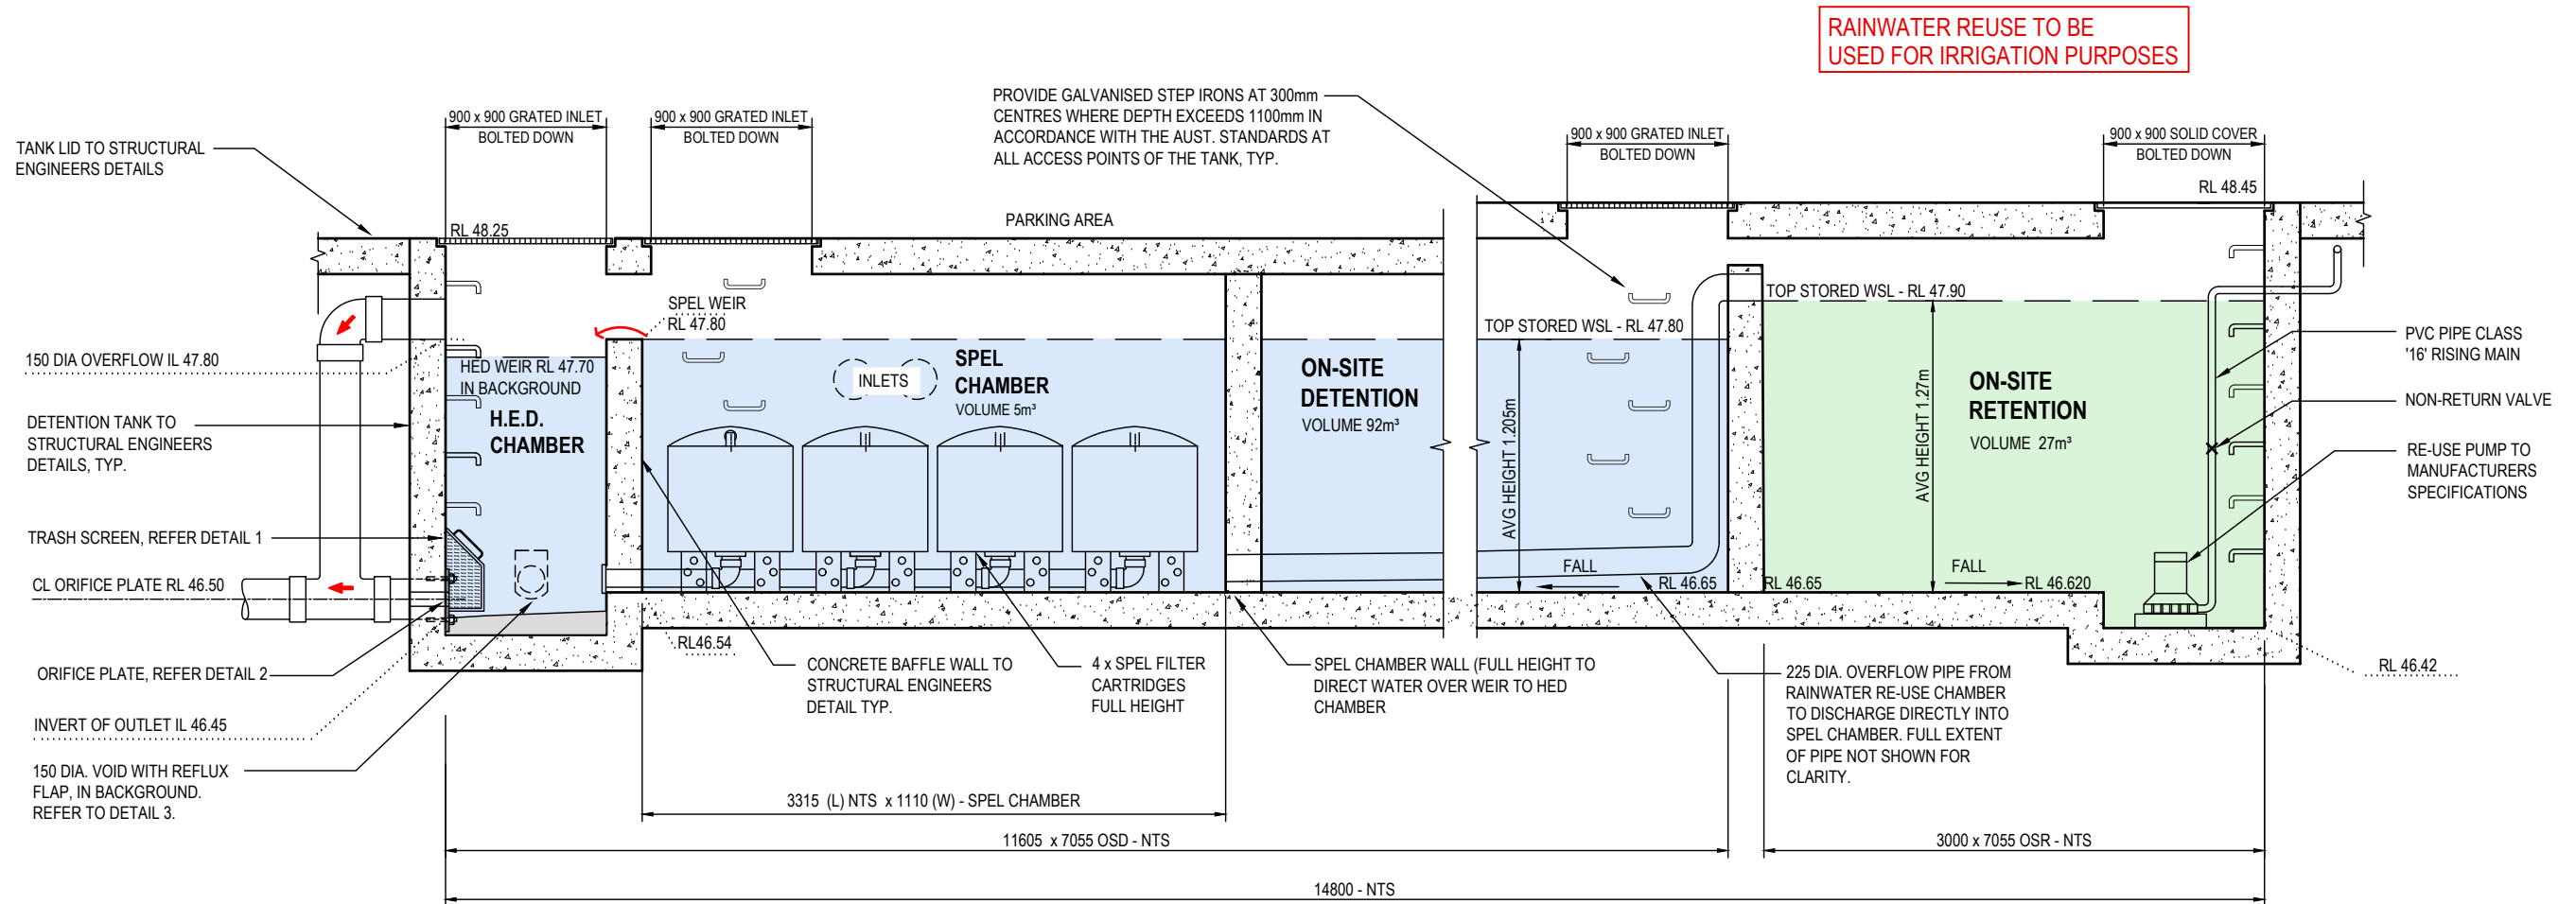 RAINWATER REUSE TO BE
USED FOR IRRIGATION PURPOSES
TANK LID TO STRUCTURAL
ENGINEERS DETAILS
900 x 900 GRATED INLET
BOLTED DOWN
900 x 900 GRATED INLET
BOLTED DOWN
PROVIDE GALVANISED STEP IRONS AT 300mm
CENTRES WHERE DEPTH EXCEEDS 1100mm IN
ACCORDANCE WITH THE AUST. STANDARDS AT
ALL ACCESS POINTS OF THE TANK, TYP.
900 x 900 GRATED INLET
BOLTED DOWN
900 x 900 SOLID COVER
BOLTED DOWN
RL 48.45
RL 48.25
PARKING AREA
SPEL WEIR
RL 47.80
TOP STORED WSL - RL 47.90
TOP STORED WSL - RL 47.80
150 DIA OVERFLOW IL 47.80
HED WEIR RL 47.70
IN BACKGROUND
H.E.D.
CHAMBER
INLETS
SPEL
CHAMBER
VOLUME 5m³
ON-SITE
DETENTION
VOLUME 92m³
AVG HEIGHT 1.205m
AVG HEIGHT 1.27m
ON-SITE
RETENTION
VOLUME 27m³
PVC PIPE CLASS
'16' RISING MAIN
NON-RETURN VALVE
RE-USE PUMP TO
MANUFACTURERS
SPECIFICATIONS
DETENTION TANK TO
STRUCTURAL ENGINEERS
DETAILS, TYP.
TRASH SCREEN, REFER DETAIL 1
CL ORIFICE PLATE RL 46.50
FALL
RL 46.65
RL 46.65
FALL
RL 46.620
ORIFICE PLATE, REFER DETAIL 2
INVERT OF OUTLET IL 46.45
150 DIA. VOID WITH REFLUX
FLAP, IN BACKGROUND.
REFER TO DETAIL 3.
RL46.54
CONCRETE BAFFLE WALL TO
STRUCTURAL ENGINEERS
DETAIL TYP.
4 x SPEL FILTER
CARTRIDGES
FULL HEIGHT
SPEL CHAMBER WALL (FULL HEIGHT TO
DIRECT WATER OVER WEIR TO HED
CHAMBER
225 DIA. OVERFLOW PIPE FROM
RAINWATER RE-USE CHAMBER
TO DISCHARGE DIRECTLY INTO
SPEL CHAMBER. FULL EXTENT
OF PIPE NOT SHOWN FOR
CLARITY.
RL 46.42
3315 (L) NTS x 1110 (W) - SPEL CHAMBER
11605 x 7055 OSD - NTS
3000 x 7055 OSR - NTS
14800 - NTS